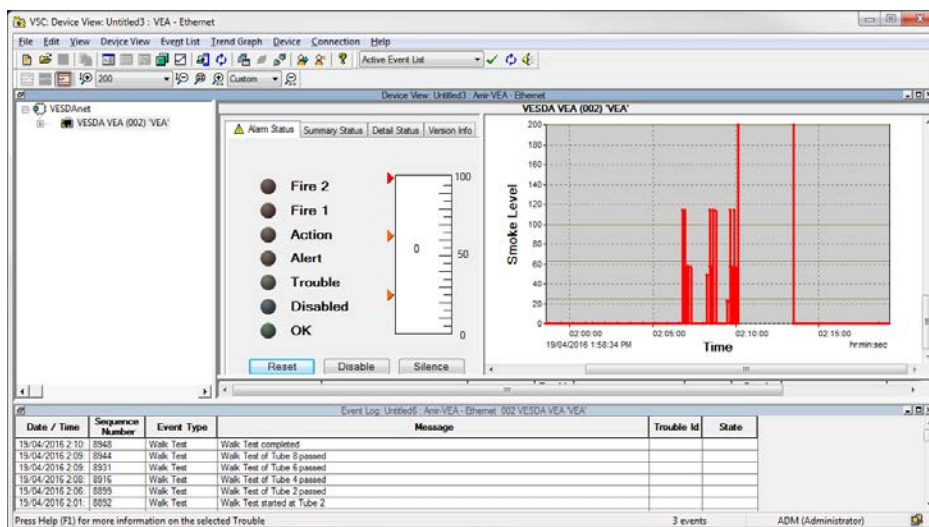 VSC: Device View: Untitled3 : VEA - Ethernet
File Edit View Device View Event List Trend Graph Device Connection Help
Active Event List
200 Custom
Device View: Untitled3 : Amir-VEA - Ethernet
VESDAnet
VESDA VEA (002) 'VEA'
Alarm Status Summary Status Detail Status Version Info
Fire 2
Fire 1
Action
Alert
Trouble
Disabled
OK
100
50
0
0
Reset Disable Silence
VESDA VEA (002) 'VEA'
Smoke Level
200
180
160
140
120
100
80
60
40
20
0
02:00:00 02:05:00 02:10:00 02:15:00
19/04/2016 1:58:34 PM Time hr:min:sec
Event Log: Untitled6 : Amir-VEA - Ethernet 002 VESDA VEA 'VEA'
Date / Time Sequence Number Event Type Message Trouble Id State
19/04/2016 2:10: 8948 Walk Test Walk Test completed
19/04/2016 2:09: 8944 Walk Test Walk Test of Tube 8 passed
19/04/2016 2:09: 8931 Walk Test Walk Test of Tube 6 passed
19/04/2016 2:08: 8916 Walk Test Walk Test of Tube 4 passed
19/04/2016 2:06: 8899 Walk Test Walk Test of Tube 2 passed
19/04/2016 2:01: 8892 Walk Test Walk Test started at Tube 2
Press Help (F1) for more information on the selected Trouble 3 events ADM (Administrator)